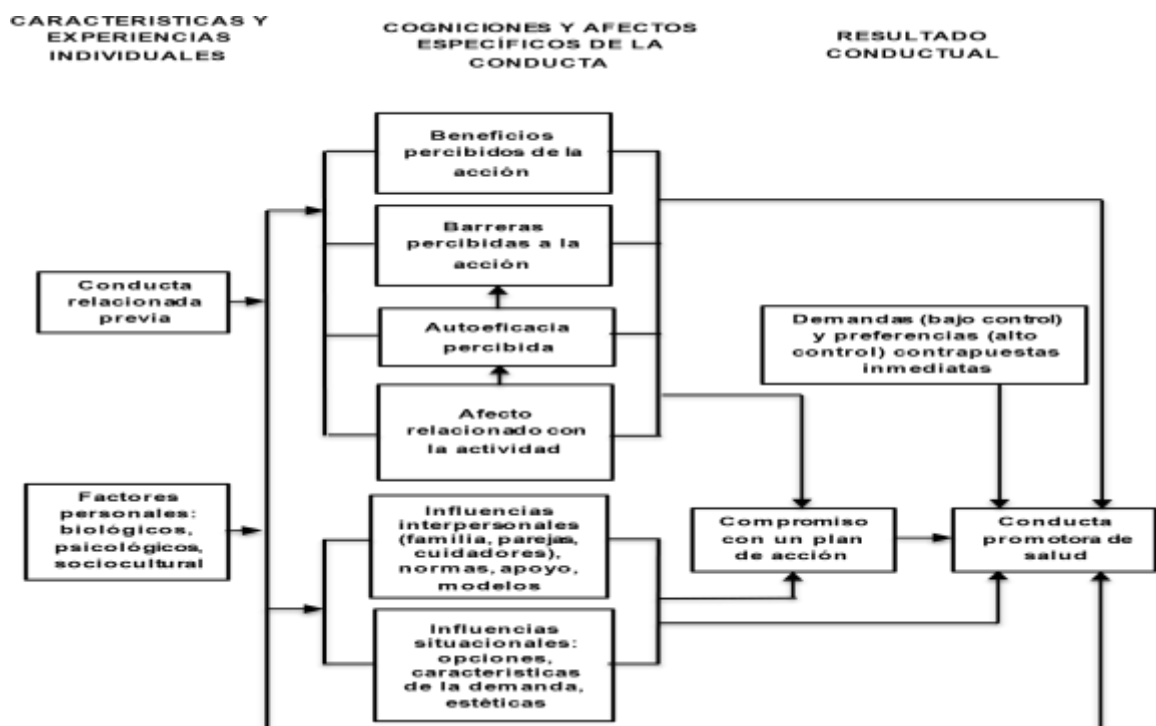 CARACTERISTICAS Y
EXPERIENCIAS
INDIVIDUALES
COGNICIONES Y AFECTOS
ESPECÍFICOS DE LA
CONDUCTA
RESULTADO
CONDUCTUAL
Beneficios
percibidos de la
acción
Barreras
percibidas a la
acción
Conducta
relacionada
previa
Autoeficacia
percibida
Demandas (bajo control)
y preferencias (alto
control) contrapuestas
inmediatas
Afecto
relacionado con
la actividad
Factores
personales:
biológicos,
psicológicos,
sociocultural
Influencias
interpersonales
(familia, parejas,
cuidadores),
normas, apoyo,
modelos
Compromiso
con un plan
de acción
Conducta
promotora de
salud
Influencias
situacionales:
opciones,
características
de la demanda,
estéticas